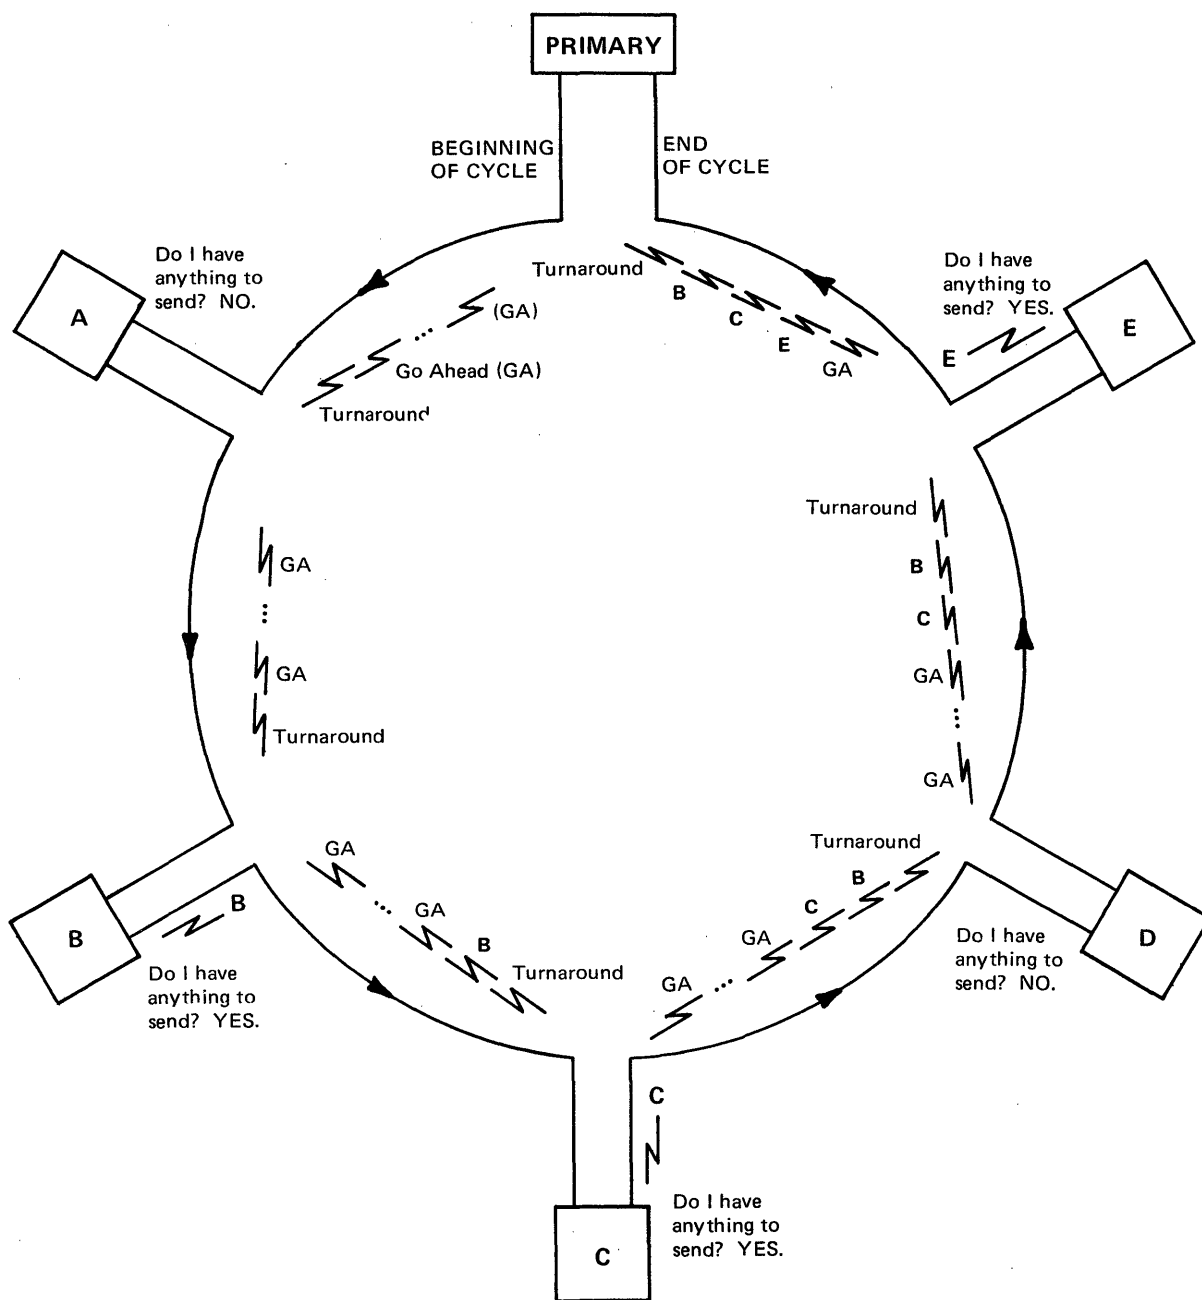 PRIMARY
BEGINNING
OF CYCLE
END
OF CYCLE
Do I have
anything to
send? NO.
A
Turnaround
B
C
E
GA
(GA)
Go Ahead (GA)
Turnaround
Do I have
anything to
send? YES.
E
E
GA
GA
Turnaround
Turnaround
B
C
GA
GA
B
B
Do I have
anything to
send? YES.
GA
GA
B
Turnaround
Turnaround
B
C
GA
GA
D
Do I have
anything to
send? NO.
C
Do I have
anything to
send? YES.
C